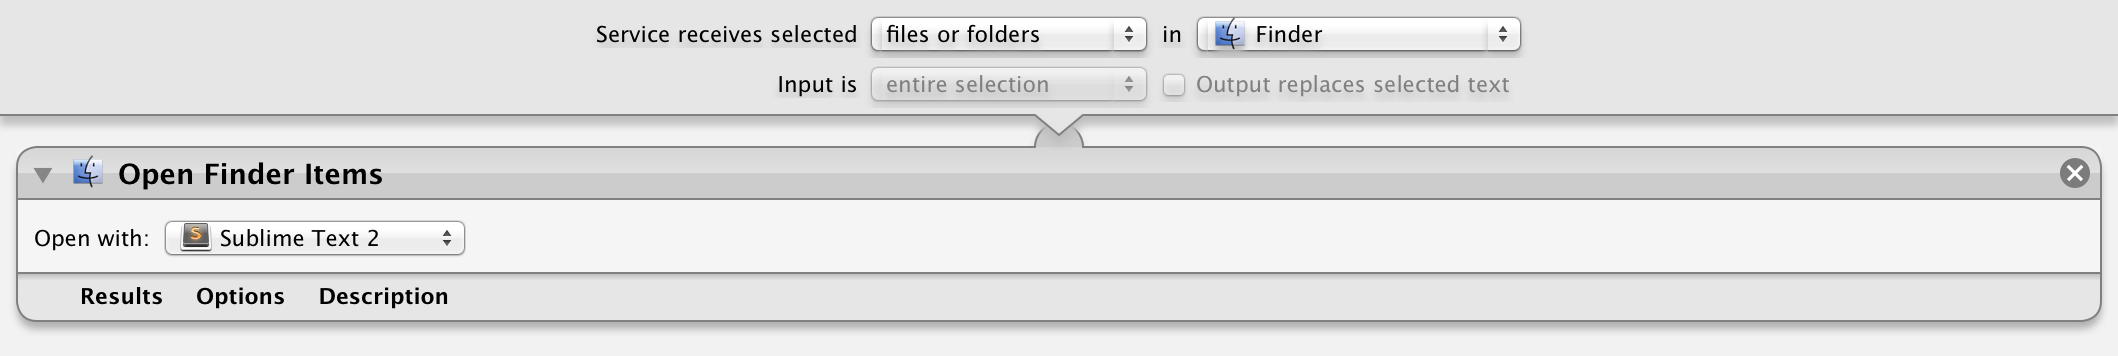 Service receives selected files or folders in Finder
Input is entire selection Output replaces selected text
Open Finder Items
Open with: Sublime Text 2
Results Options Description